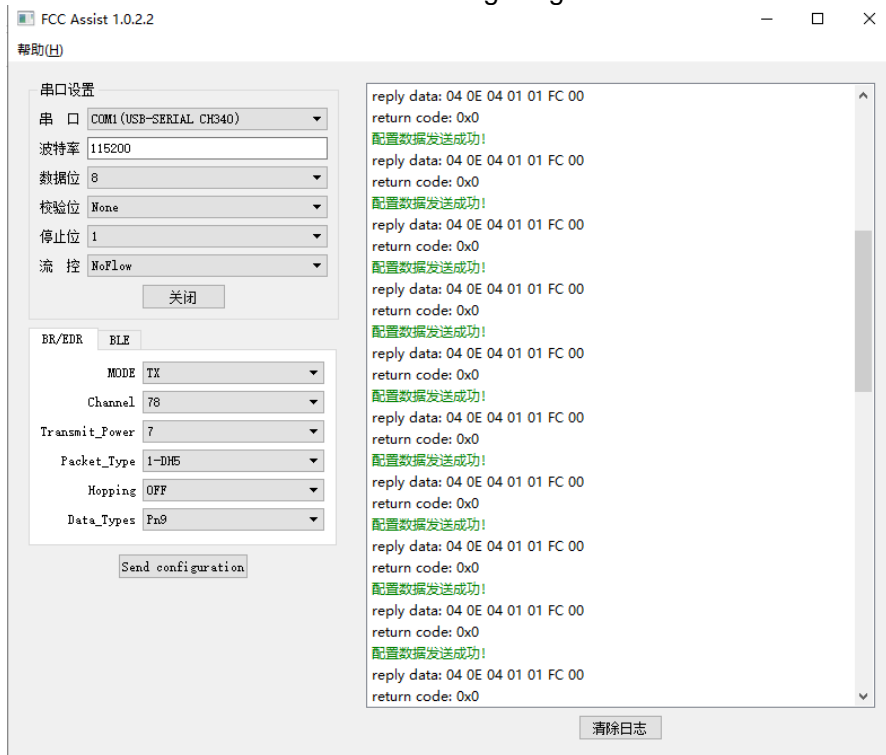 FCC Assist 1.0.2.2
帮助(H)
串口设置
串 口 COM1(USB-SERIAL CH340)
波特率 115200
数据位 8
校验位 None
停止位 1
流 控 NoFlow
关闭
BR/EDR BLE
MODE TX
Channel 78
Transmit_Power 7
Packet_Type 1-DH5
Hopping OFF
Data_Types Pn9
Send configuration
reply data: 04 0E 04 01 01 FC 00
return code: 0x0
配置数据发送成功!
reply data: 04 0E 04 01 01 FC 00
return code: 0x0
配置数据发送成功!
reply data: 04 0E 04 01 01 FC 00
return code: 0x0
配置数据发送成功!
reply data: 04 0E 04 01 01 FC 00
return code: 0x0
配置数据发送成功!
reply data: 04 0E 04 01 01 FC 00
return code: 0x0
配置数据发送成功!
reply data: 04 0E 04 01 01 FC 00
return code: 0x0
配置数据发送成功!
reply data: 04 0E 04 01 01 FC 00
return code: 0x0
配置数据发送成功!
reply data: 04 0E 04 01 01 FC 00
return code: 0x0
配置数据发送成功!
reply data: 04 0E 04 01 01 FC 00
return code: 0x0
配置数据发送成功!
reply data: 04 0E 04 01 01 FC 00
return code: 0x0
清除日志